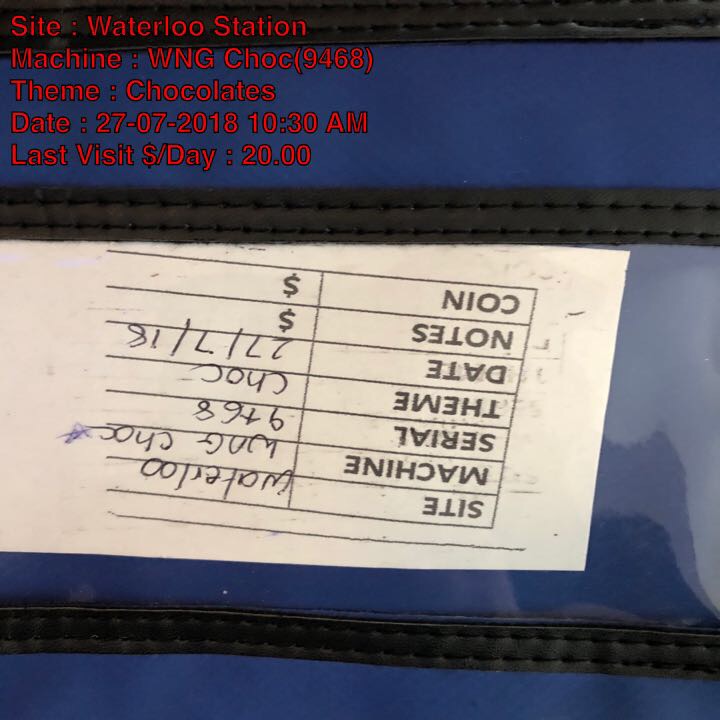 Site : Waterloo Station
Machine : WNG Choc(9468)
Theme : Chocolates
Date : 27-07-2018 10:30 AM
Last Visit $/Day : 20.00
SITE Waterloo
MACHINE WNG Choc
SERIAL 9468
THEME Choc
DATE 27/7/18
NOTES $
COIN $